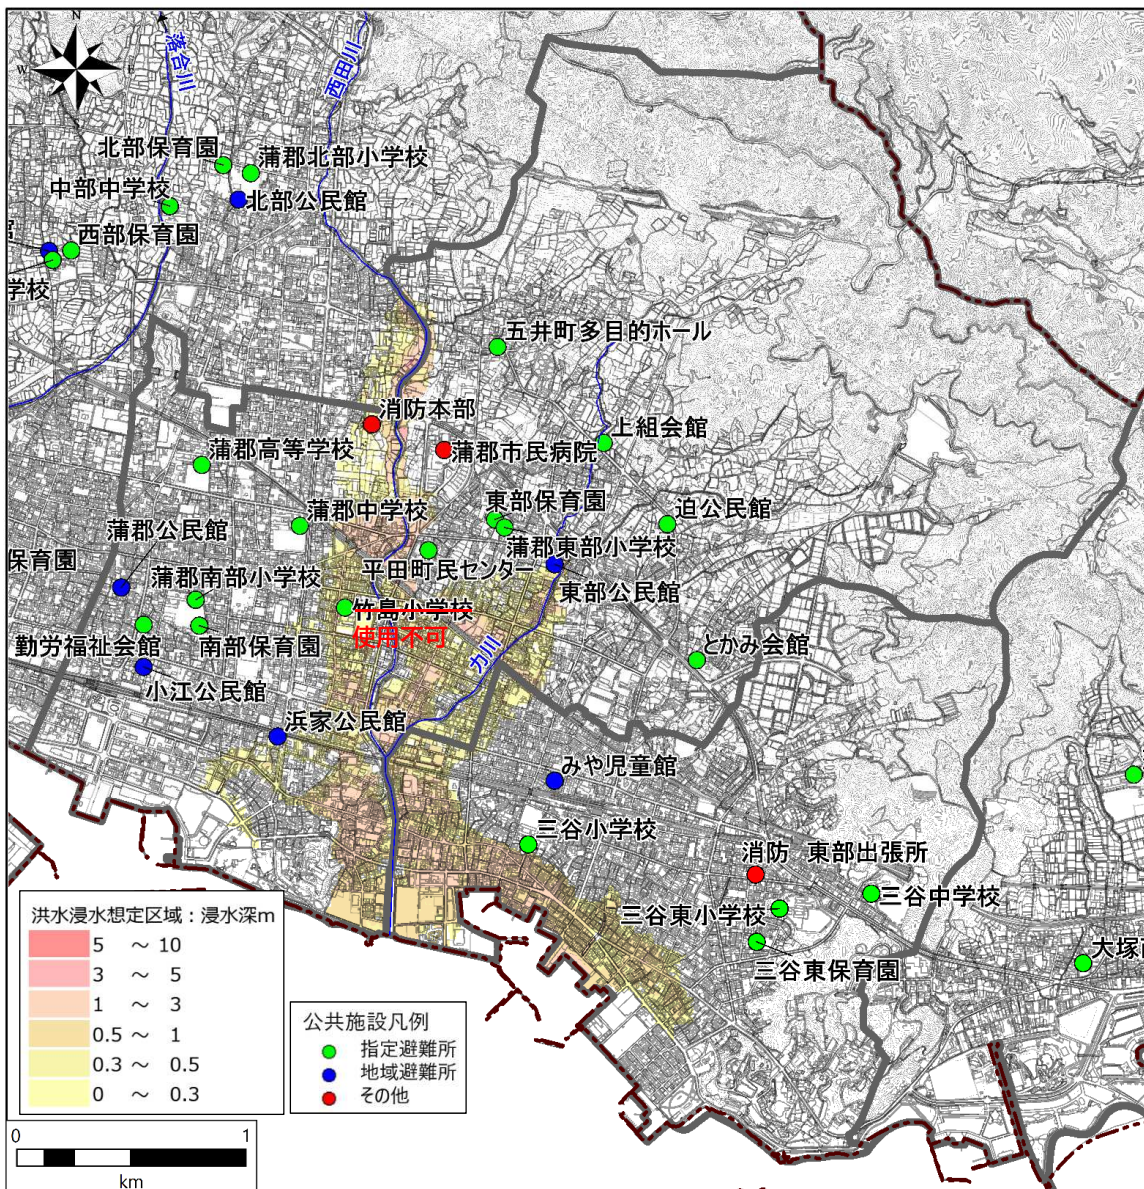 N
W
E
S
落合川
西田川
北部保育園
蒲郡北部小学校
中部中学校
北部公民館
西部保育園
学校
五井町多目的ホール
消防本部
上組会館
蒲郡高等学校
蒲郡市民病院
東部保育園
迫公民館
蒲郡中学校
蒲郡公民館
蒲郡東部小学校
保育園
平田町民センター
東部公民館
蒲郡南部小学校
竹島小学校
使用不可
力川
とかみ会館
勤労福祉会館
南部保育園
小江公民館
浜家公民館
みや児童館
三谷小学校
消防 東部出張所
三谷中学校
三谷東小学校
三谷東保育園
大塚
洪水浸水想定区域:浸水深m
5 ～ 10
3 ～ 5
1 ～ 3
0.5 ～ 1
0.3 ～ 0.5
0 ～ 0.3
公共施設凡例
指定避難所
地域避難所
その他
0 1
km